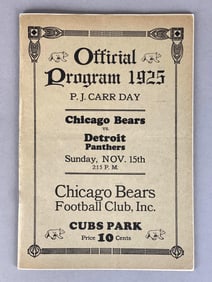 Official
Program 1925
P. J. CARR DAY
Chicago Bears
vs.
Detroit
Panthers
Sunday, NOV. 15th
2:15 P. M.
Chicago Bears
Football Club, Inc.
CUBS PARK
Price 10 Cents